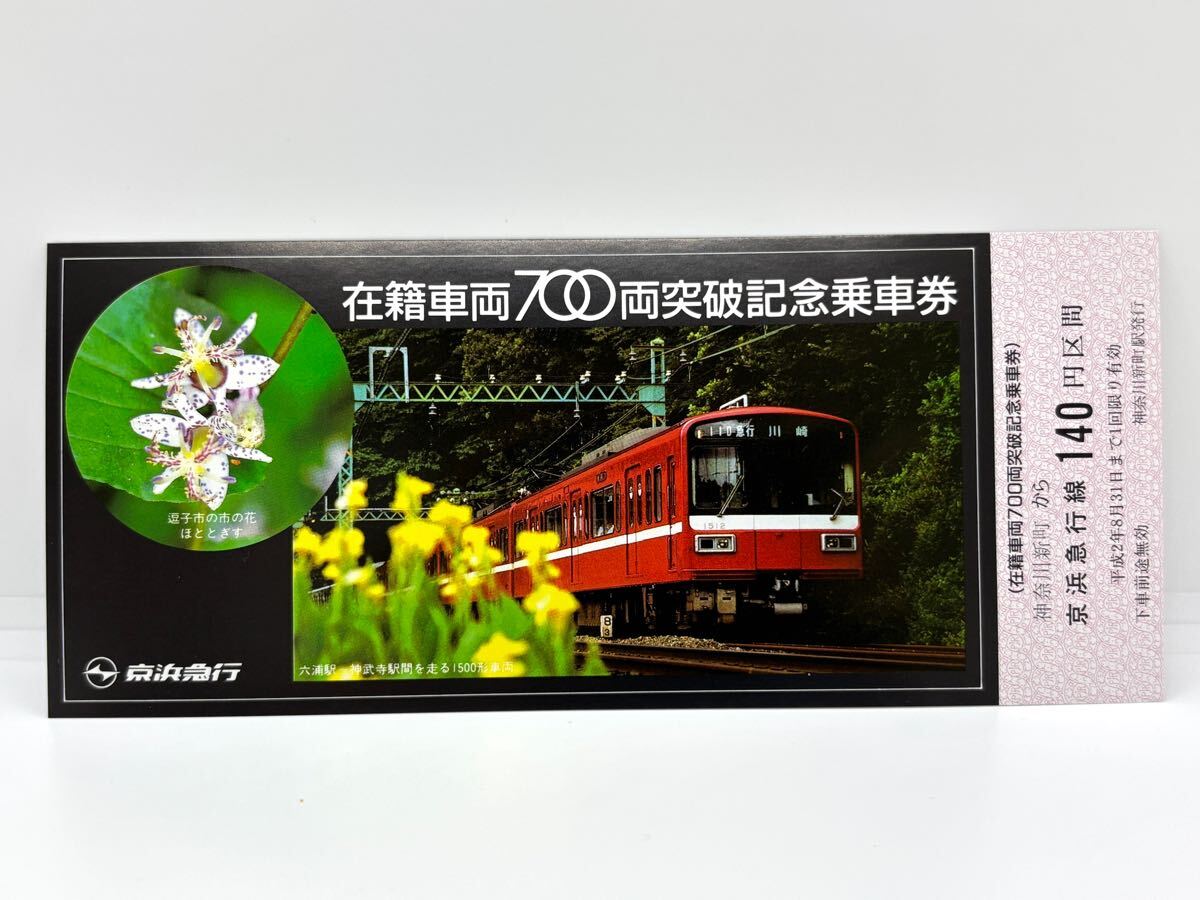 在籍車両700両突破記念乗車券
逗子市の市の花
ほととぎす
110急行 川崎
1512
8
3
六浦駅―神武寺駅間を走る1500形車両
京浜急行
(在籍車両700両突破記念乗車券)
神奈川新町 から
京浜急行線 140 円区間
平成2年8月31日まで1回限り有効
下車前途無効 神奈川新町駅発行